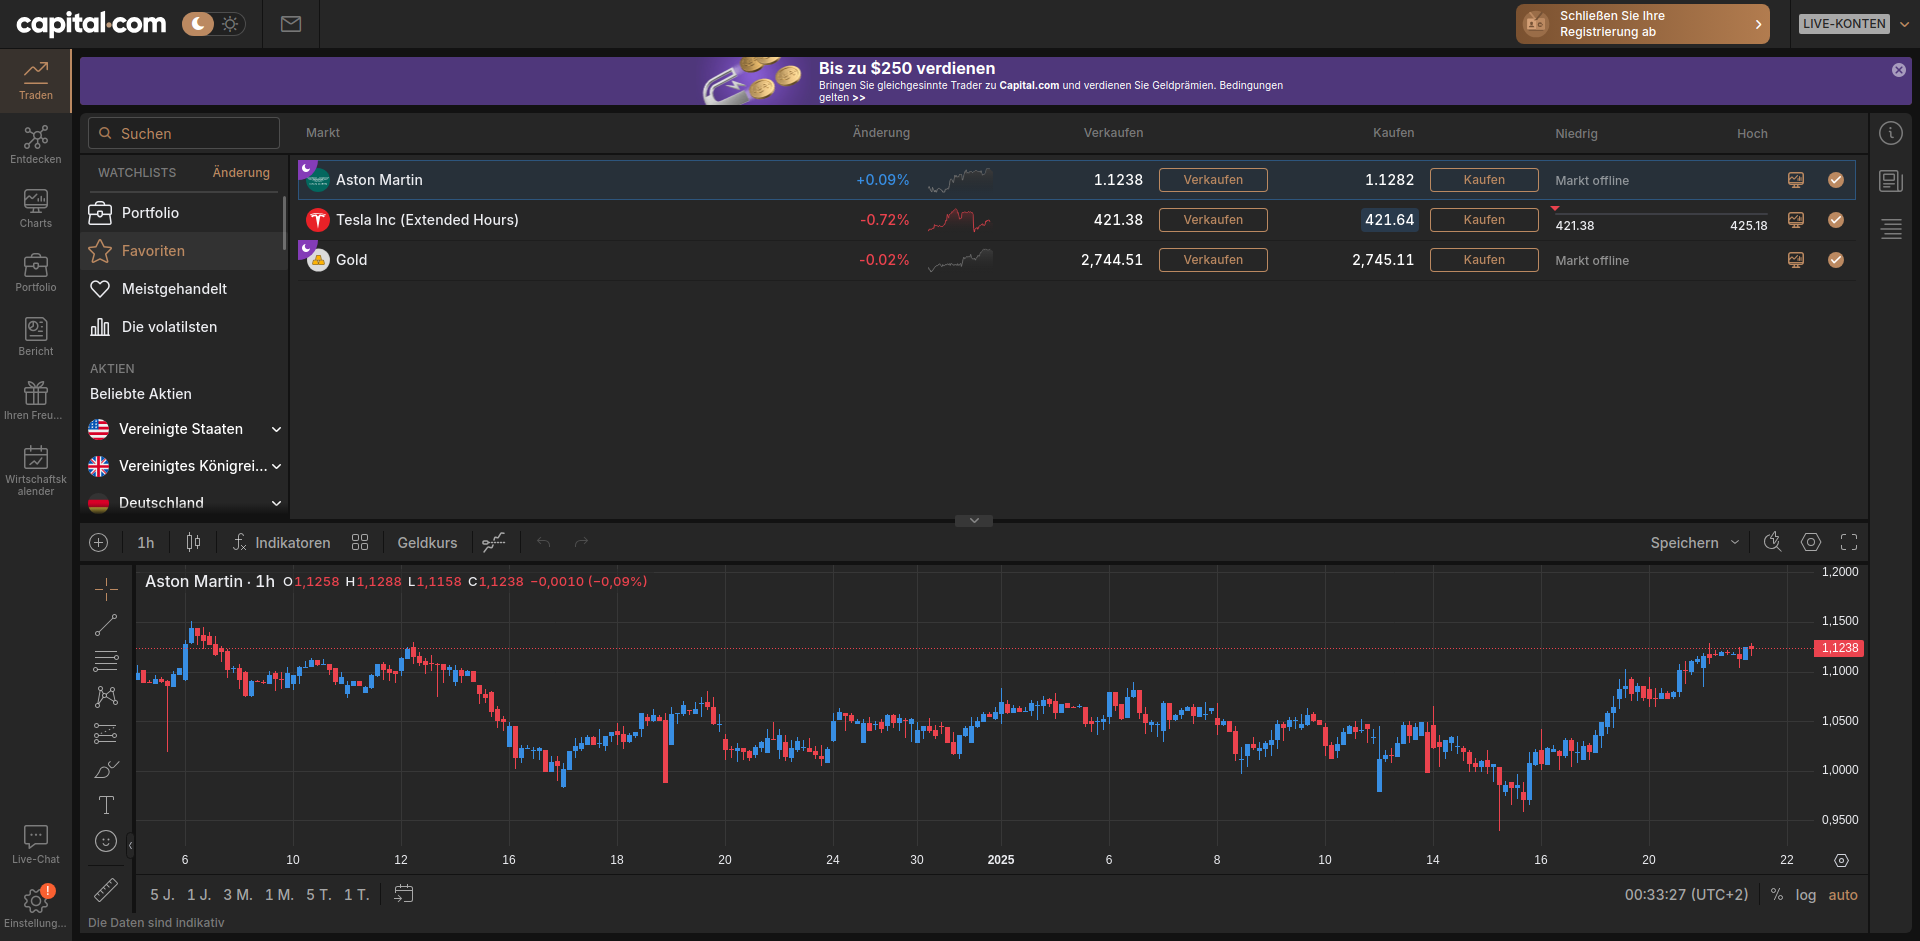 capital.com
Schließen Sie Ihre
Registrierung ab
LIVE-KONTEN
Traden
Entdecken
Charts
Portfolio
Bericht
Ihren Freu...
Wirtschaftsk
alender
Live-Chat
!
Einstellung...
Bis zu $250 verdienen
Bringen Sie gleichgesinnte Trader zu Capital.com und verdienen Sie Geldprämien. Bedingungen
gelten >>
Suchen
WATCHLISTS Änderung
Portfolio
Favoriten
Meistgehandelt
Die volatilsten
AKTIEN
Beliebte Aktien
Vereinigte Staaten
Vereinigtes Königrei...
Deutschland
Markt Änderung Verkaufen Kaufen Niedrig Hoch
Aston Martin +0.09% 1.1238 Verkaufen 1.1282 Kaufen Markt offline
Tesla Inc (Extended Hours) -0.72% 421.38 Verkaufen 421.64 Kaufen 421.38 425.18
Gold -0.02% 2,744.51 Verkaufen 2,745.11 Kaufen Markt offline
1h Indikatoren Geldkurs Speichern
Aston Martin · 1h O1,1258 H1,1288 L1,1158 C1,1238 −0,0010 (−0,09%)
1,2000
1,1500
1,1238
1,1000
1,0500
1,0000
0,9500
6 10 12 16 18 20 24 30 2025 6 8 10 14 16 20 22
5 J. 1 J. 3 M. 1 M. 5 T. 1 T. 00:33:27 (UTC+2) % log auto
Die Daten sind indikativ